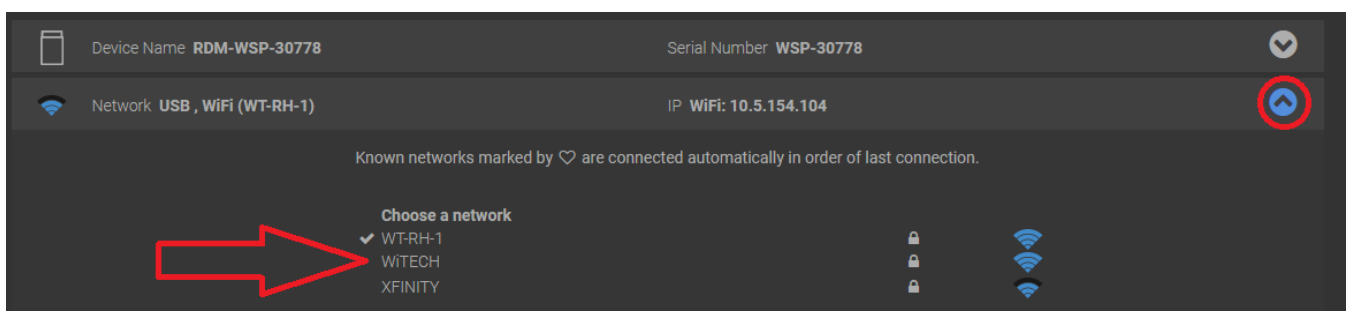 Device Name RDM-WSP-30778 Serial Number WSP-30778
Network USB , WiFi (WT-RH-1) IP WiFi: 10.5.154.104
Known networks marked by ♡ are connected automatically in order of last connection.
Choose a network
WT-RH-1
WiTECH
XFINITY